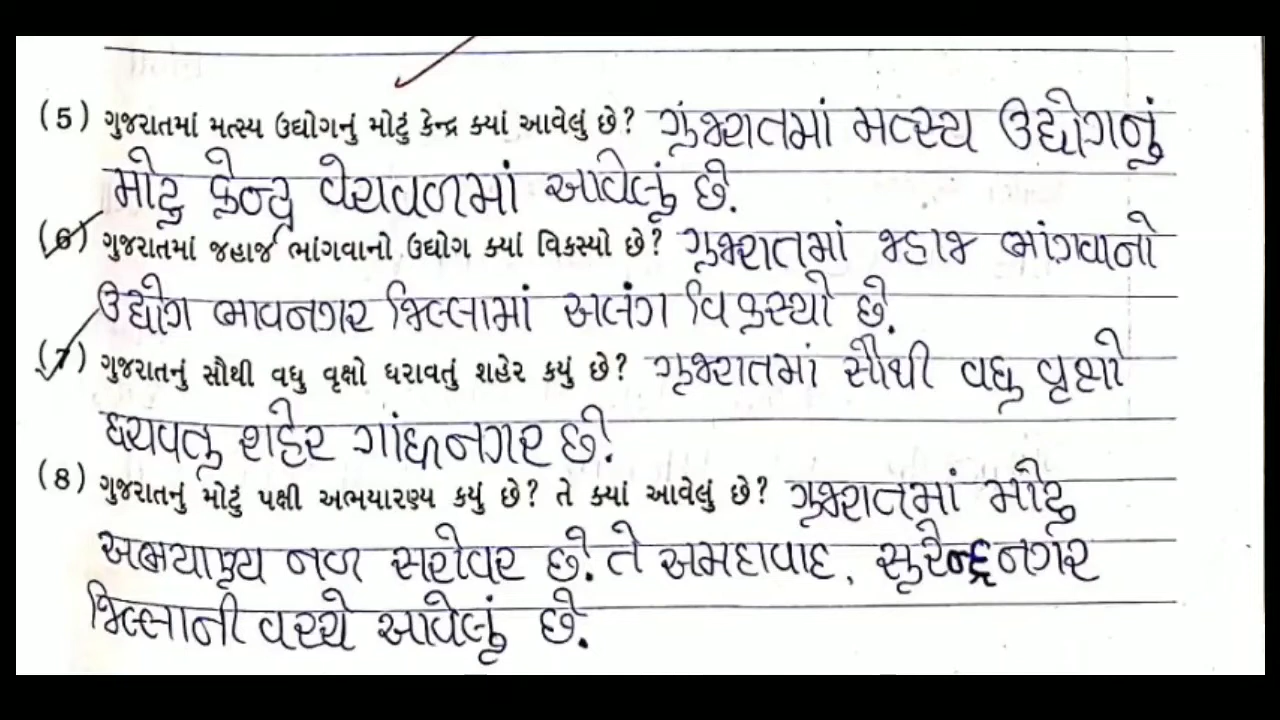 (5) ગુજરાતમાં મત્સ્ય ઉદ્યોગનું મોટું કેન્દ્ર ક્યાં આવેલું છે? ગુજરાતમાં મત્સ્ય ઉદ્યોગનું
મોટુ કેન્દ્ર વેરાવળમાં આવેલું છે.
(6) ગુજરાતમાં જહાજ ભાંગવાનો ઉદ્યોગ ક્યાં વિકસ્યો છે? ગુજરાતમાં જહાજ ભાંગવાનો
ઉદ્યોગ ભાવનગર જિલ્લામાં અલંગ વિકસ્યો છે.
(7) ગુજરાતનું સૌથી વધુ વૃક્ષો ધરાવતું શહેર કયું છે? ગુજરાતમાં સૌથી વધુ વૃક્ષો
ધરાવતુ શહેર ગાંધીનગર છે.
(8) ગુજરાતનું મોટું પક્ષી અભયારણ્ય કયું છે? તે ક્યાં આવેલું છે? ગુજરાતમાં મોટુ
અભયારણ્ય નળ સરોવર છે. તે અમદાવાદ, સુરેન્દ્રનગર
જિલ્લાની વચ્ચે આવેલું છે.